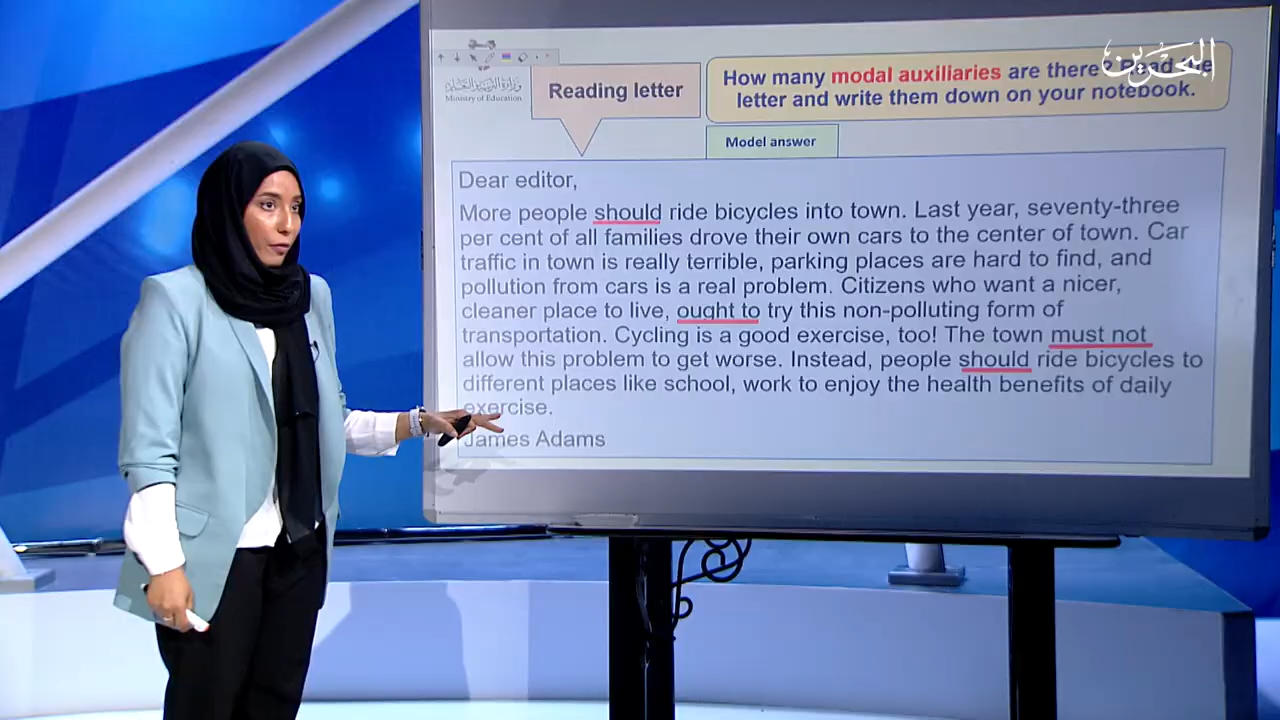 البحرين
وزارة التربية والتعليم
Ministry of Education
Reading letter
How many modal auxiliaries are there? Read the
letter and write them down on your notebook.
Model answer
Dear editor,
More people should ride bicycles into town. Last year, seventy-three
per cent of all families drove their own cars to the center of town. Car
traffic in town is really terrible, parking places are hard to find, and
pollution from cars is a real problem. Citizens who want a nicer,
cleaner place to live, ought to try this non-polluting form of
transportation. Cycling is a good exercise, too! The town must not
allow this problem to get worse. Instead, people should ride bicycles to
different places like school, work to enjoy the health benefits of daily
exercise.
James Adams